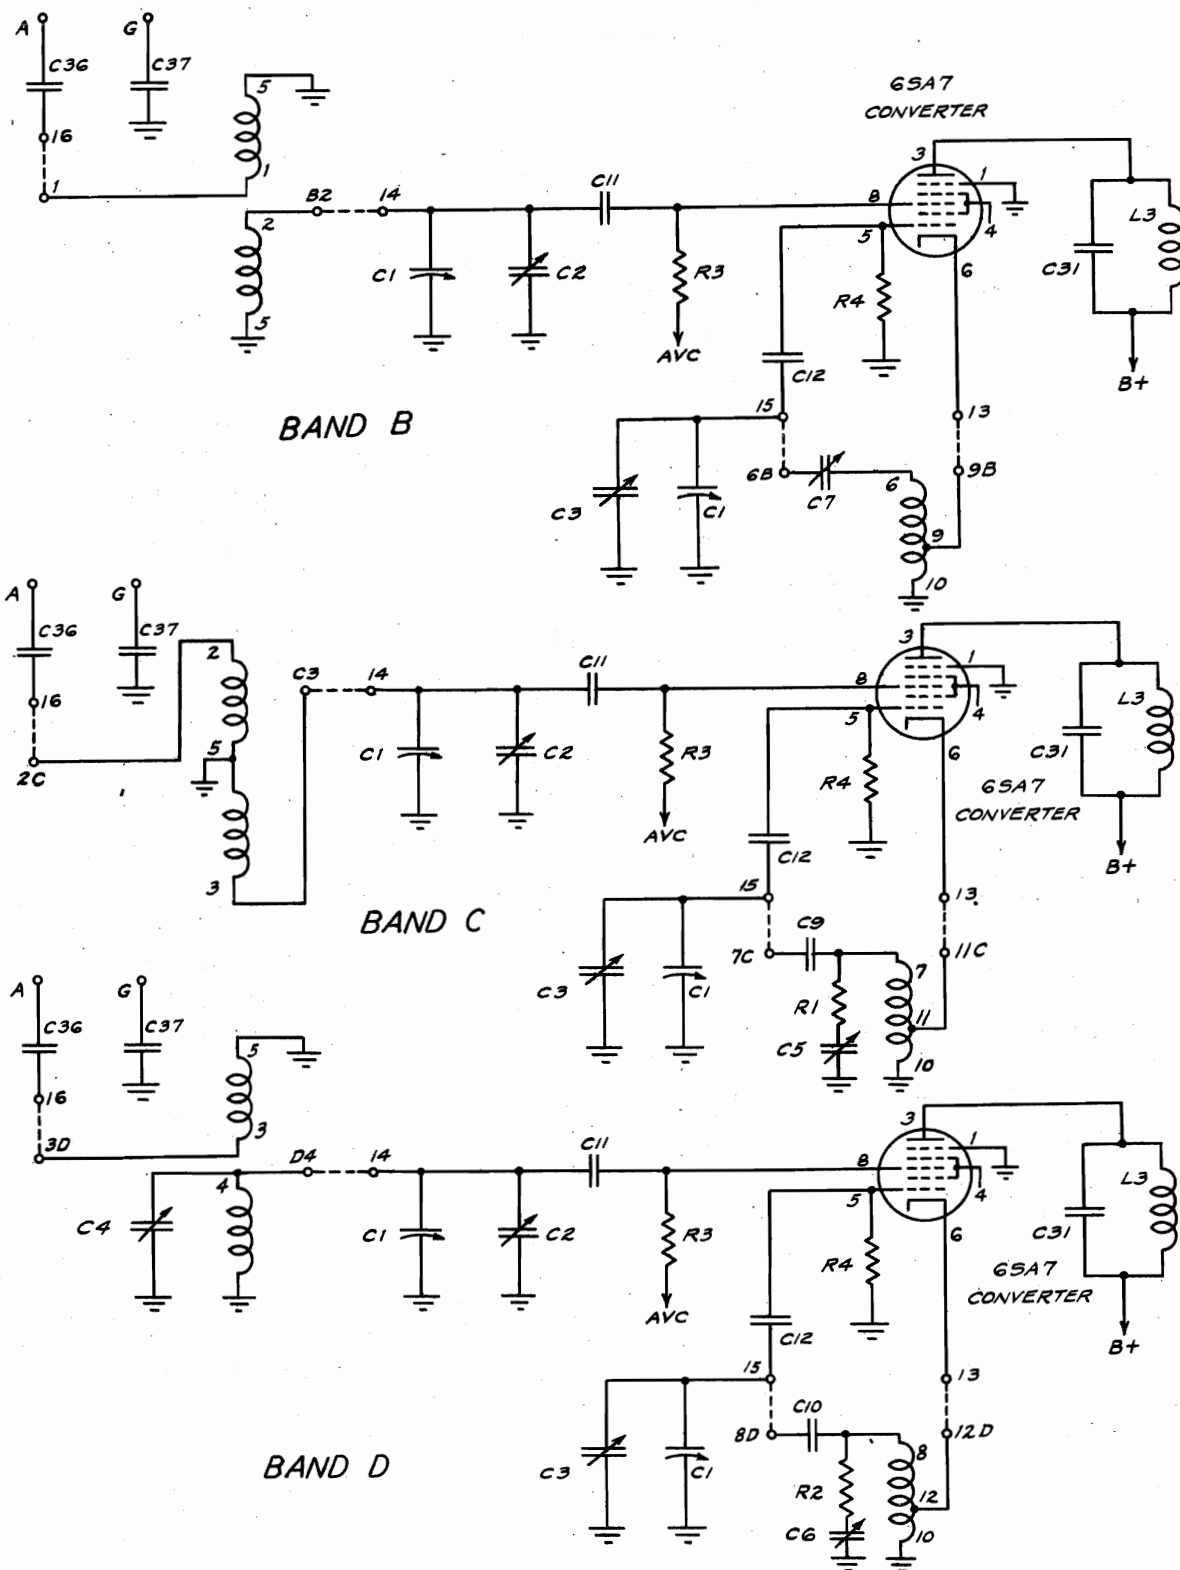 A
G
C36
C37
5
16
1
1
2
5
B2
14
C1
C2
C11
R3
AVC
8
5
3
1
4
6
6SA7
CONVERTER
R4
C12
L3
C31
B+
BAND B
15
13
6B
C7
9B
C3
C1
6
9
10
A
G
C36
C37
16
2C
2
5
3
C3
14
C1
C2
C11
R3
AVC
8
5
3
1
4
6
R4
C12
6SA7
CONVERTER
L3
C31
B+
BAND C
15
13
7C
C9
11C
C3
C1
R1
C5
7
11
10
A
G
C36
C37
16
3D
5
3
4
C4
D4
14
C1
C2
C11
R3
AVC
8
5
3
1
4
6
R4
C12
6SA7
CONVERTER
L3
C31
B+
BAND D
15
13
8D
C10
12D
C3
C1
R2
C6
8
12
10